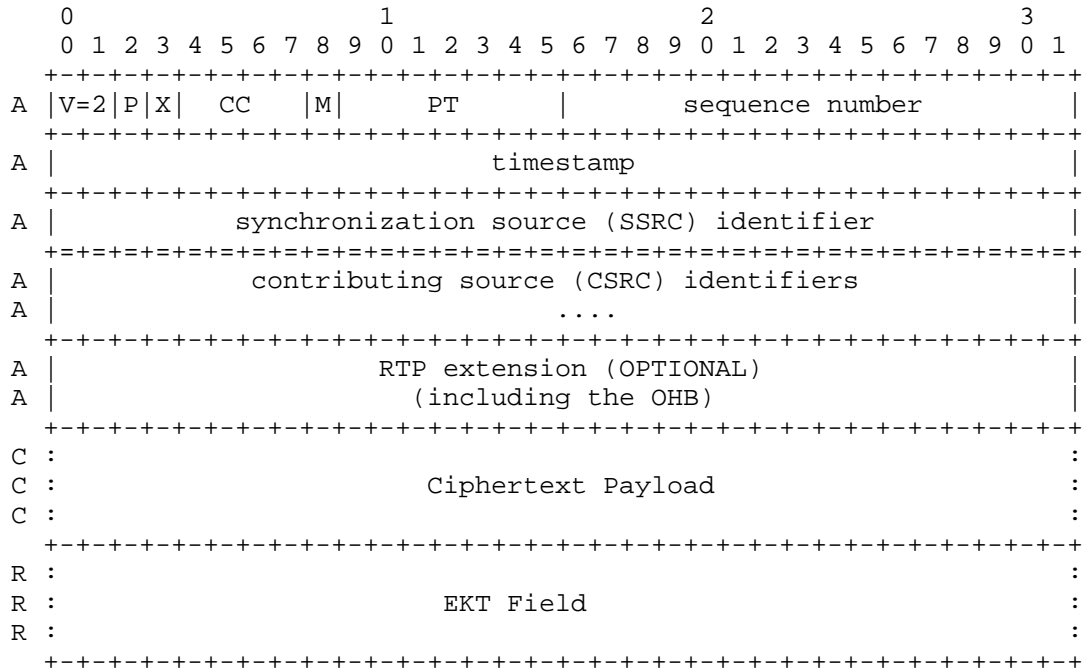 0                   1                   2                   3
     0 1 2 3 4 5 6 7 8 9 0 1 2 3 4 5 6 7 8 9 0 1 2 3 4 5 6 7 8 9 0 1
    +-+-+-+-+-+-+-+-+-+-+-+-+-+-+-+-+-+-+-+-+-+-+-+-+-+-+-+-+-+-+-+-+
A   |V=2|P|X|  CC   |M|     PT      |       sequence number         |
    +-+-+-+-+-+-+-+-+-+-+-+-+-+-+-+-+-+-+-+-+-+-+-+-+-+-+-+-+-+-+-+-+
A   |                           timestamp                           |
    +-+-+-+-+-+-+-+-+-+-+-+-+-+-+-+-+-+-+-+-+-+-+-+-+-+-+-+-+-+-+-+-+
A   |           synchronization source (SSRC) identifier            |
    +=+=+=+=+=+=+=+=+=+=+=+=+=+=+=+=+=+=+=+=+=+=+=+=+=+=+=+=+=+=+=+=+
A   |            contributing source (CSRC) identifiers             |
A   |                               ....                            |
    +-+-+-+-+-+-+-+-+-+-+-+-+-+-+-+-+-+-+-+-+-+-+-+-+-+-+-+-+-+-+-+-+
A   |                    RTP extension (OPTIONAL)                   |
A   |                      (including the OHB)                      |
    +-+-+-+-+-+-+-+-+-+-+-+-+-+-+-+-+-+-+-+-+-+-+-+-+-+-+-+-+-+-+-+-+
C   :                                                               :
C   :                       Ciphertext Payload                      :
C   :                                                               :
    +-+-+-+-+-+-+-+-+-+-+-+-+-+-+-+-+-+-+-+-+-+-+-+-+-+-+-+-+-+-+-+-+
R   :                                                               :
R   :                        EKT Field                              :
R   :                                                               :
    +-+-+-+-+-+-+-+-+-+-+-+-+-+-+-+-+-+-+-+-+-+-+-+-+-+-+-+-+-+-+-+-+